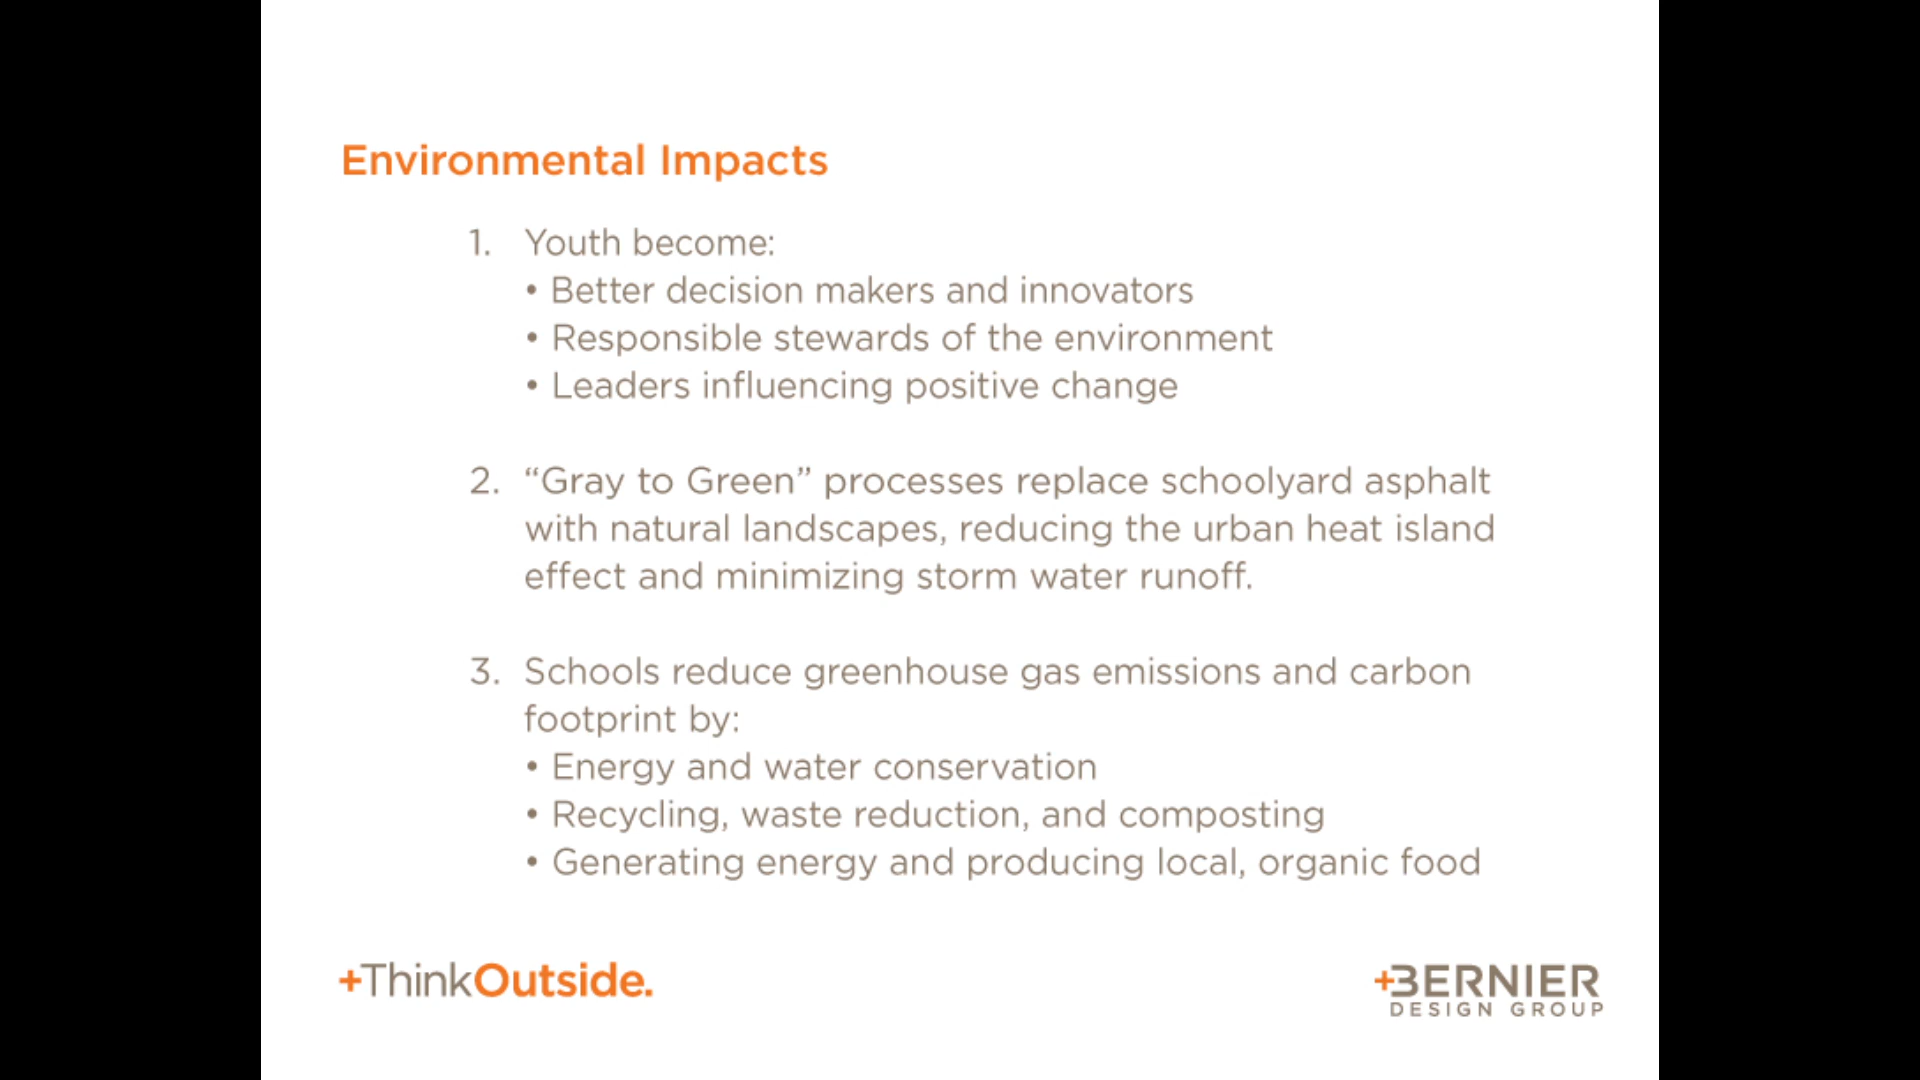 Environmental Impacts
1. Youth become:
• Better decision makers and innovators
• Responsible stewards of the environment
• Leaders influencing positive change
2. “Gray to Green” processes replace schoolyard asphalt
with natural landscapes, reducing the urban heat island
effect and minimizing storm water runoff.
3. Schools reduce greenhouse gas emissions and carbon
footprint by:
• Energy and water conservation
• Recycling, waste reduction, and composting
• Generating energy and producing local, organic food
+ThinkOutside.
+BERNIER
DESIGN GROUP